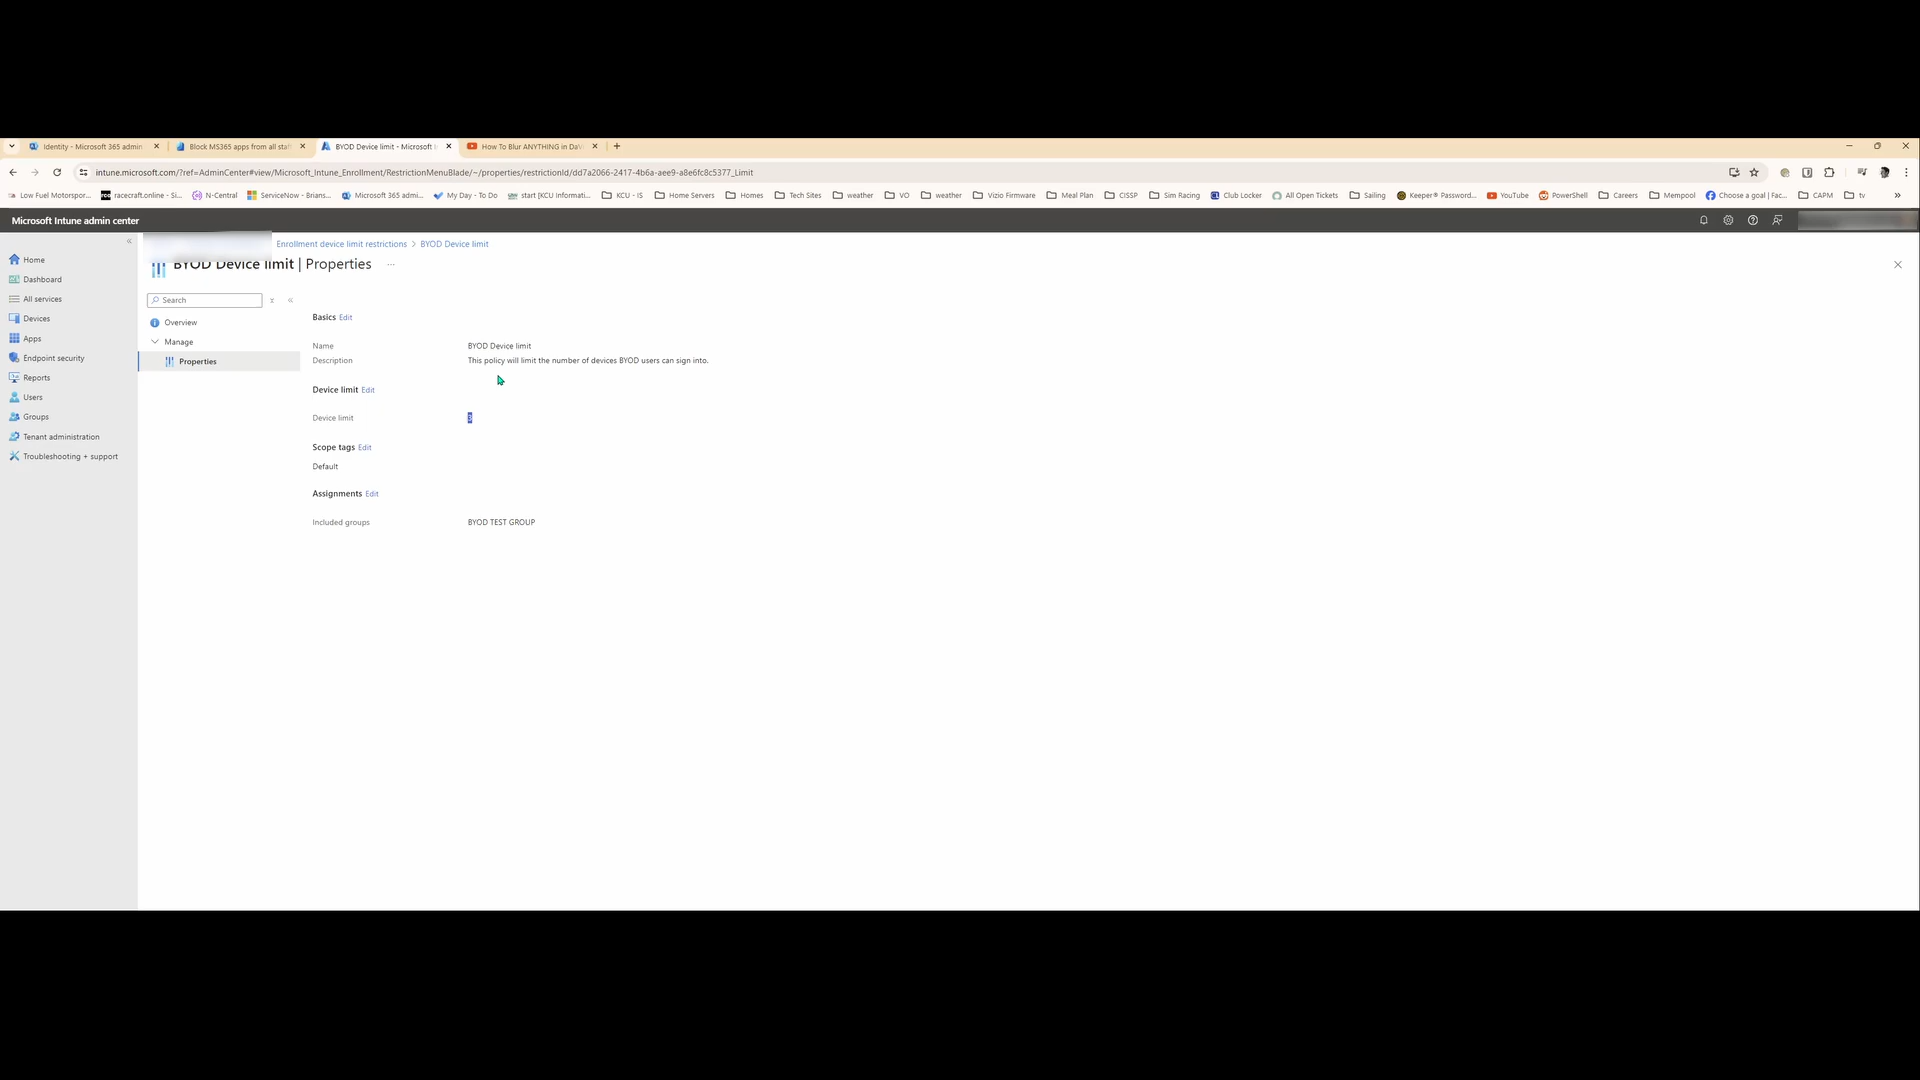 Identity - Microsoft 365 admin
Block MS365 apps from all staf
BYOD Device limit - Microsoft I
How To Blur ANYTHING in DaVi
intune.microsoft.com/?ref=AdminCenter#view/Microsoft_Intune_Enrollment/RestrictionMenuBlade/~/properties/restrictionId/dd7a2066-2417-4b6a-aee9-a8e6fc8c5377_Limit
Low Fuel Motorspor...
racecraft.online - Si...
N-Central
ServiceNow - Brians...
Microsoft 365 admi...
My Day - To Do
start [KCU Informati...
KCU - IS
Home Servers
Homes
Tech Sites
weather
VO
weather
Vizio Firmware
Meal Plan
CISSP
Sim Racing
Club Locker
All Open Tickets
Sailing
Keeper® Password...
YouTube
PowerShell
Careers
Mempool
Choose a goal | Fac...
CAPM
tv
Microsoft Intune admin center
Enrollment device limit restrictions > BYOD Device limit
BYOD Device limit | Properties ...
Home
Dashboard
All services
Devices
Apps
Endpoint security
Reports
Users
Groups
Tenant administration
Troubleshooting + support
Search
Overview
Manage
Properties
Basics Edit
Name BYOD Device limit
Description This policy will limit the number of devices BYOD users can sign into.
Device limit Edit
Device limit 3
Scope tags Edit
Default
Assignments Edit
Included groups BYOD TEST GROUP